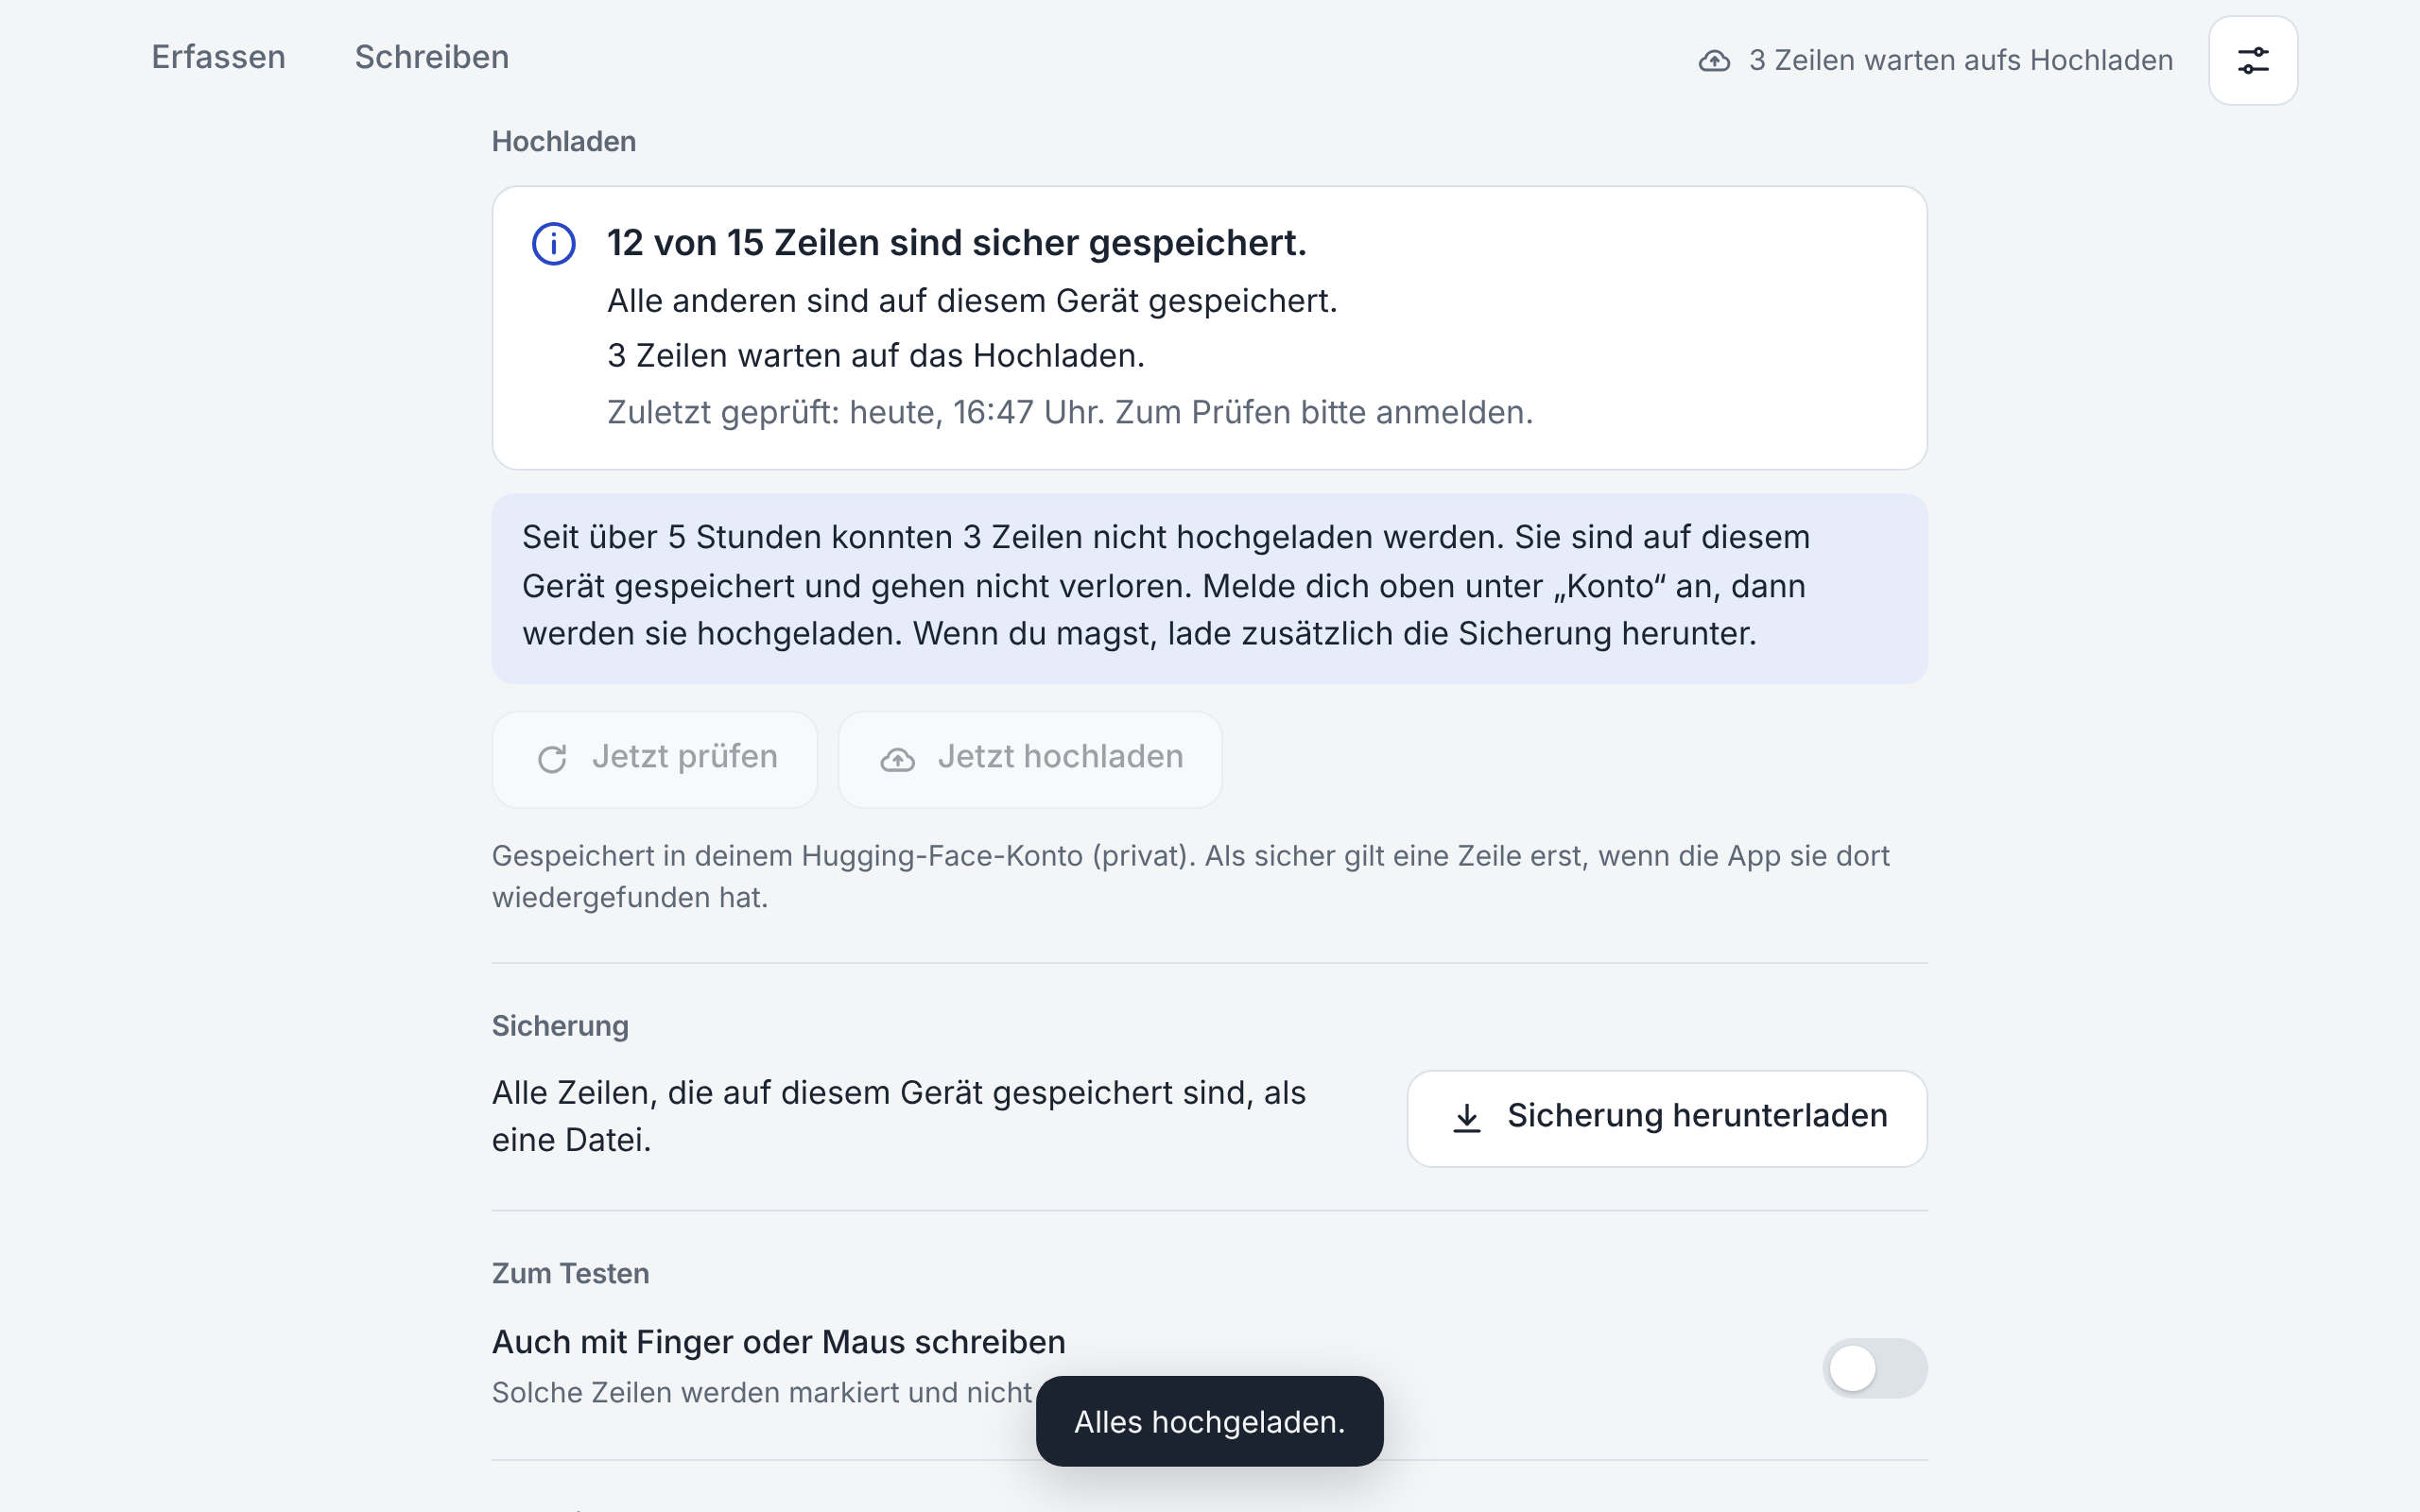 Erfassen
Schreiben
3 Zeilen warten aufs Hochladen
Hochladen
12 von 15 Zeilen sind sicher gespeichert.
Alle anderen sind auf diesem Gerät gespeichert.
3 Zeilen warten auf das Hochladen.
Zuletzt geprüft: heute, 16:47 Uhr. Zum Prüfen bitte anmelden.
Seit über 5 Stunden konnten 3 Zeilen nicht hochgeladen werden. Sie sind auf diesem
Gerät gespeichert und gehen nicht verloren. Melde dich oben unter „Konto“ an, dann
werden sie hochgeladen. Wenn du magst, lade zusätzlich die Sicherung herunter.
Jetzt prüfen
Jetzt hochladen
Gespeichert in deinem Hugging-Face-Konto (privat). Als sicher gilt eine Zeile erst, wenn die App sie dort
wiedergefunden hat.
Sicherung
Alle Zeilen, die auf diesem Gerät gespeichert sind, als
eine Datei.
Sicherung herunterladen
Zum Testen
Auch mit Finger oder Maus schreiben
Solche Zeilen werden markiert und nicht
Alles hochgeladen.